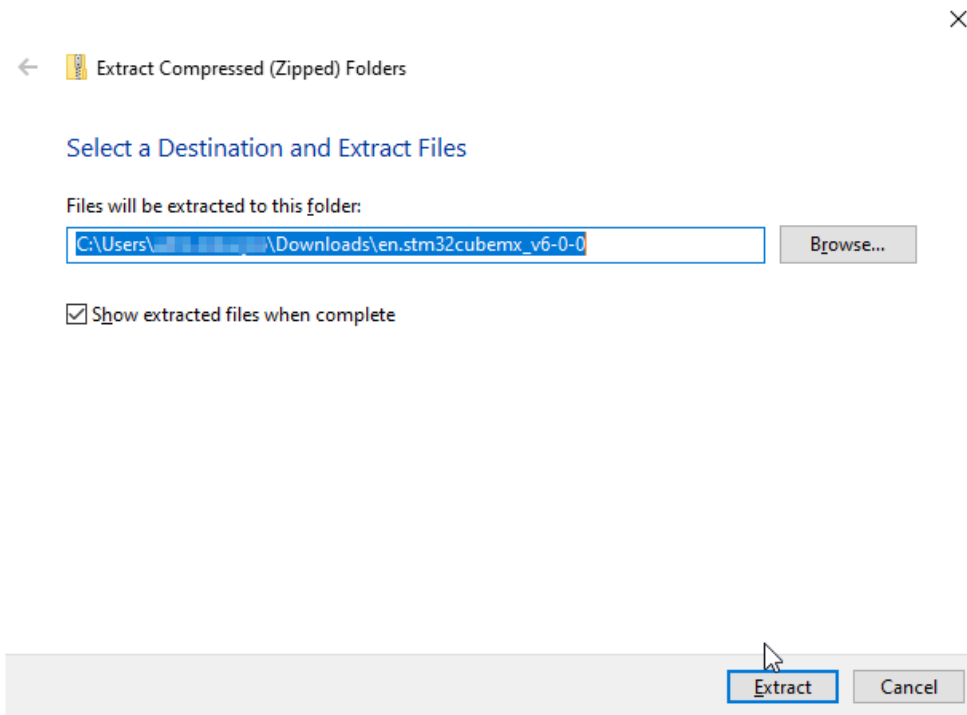 Extract Compressed (Zipped) Folders
Select a Destination and Extract Files
Files will be extracted to this folder:
C:\Users\ \Downloads\en.stm32cubemx_v6-0-0
Browse...
Show extracted files when complete
Extract
Cancel